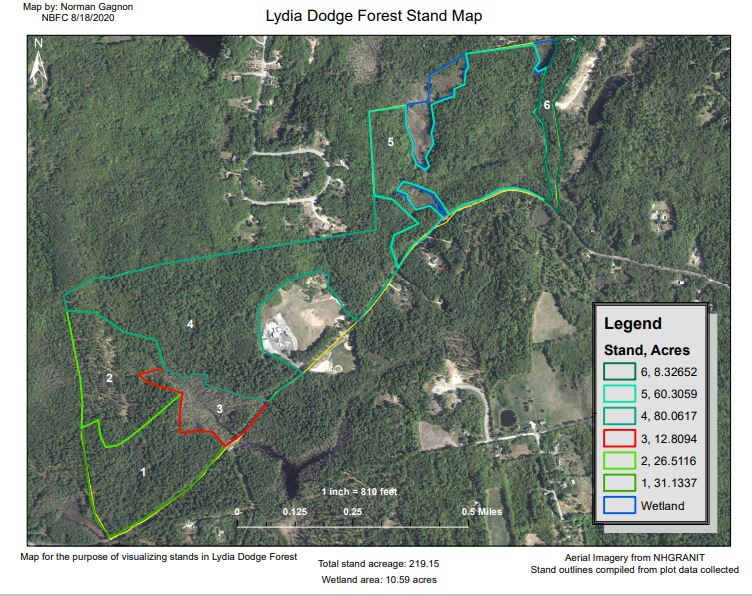 Map by: Norman Gagnon
NBFC 8/18/2020
Lydia Dodge Forest Stand Map
N
6
5
4
2
3
1
Legend
Stand, Acres
6, 8.32652
5, 60.3059
4, 80.0617
3, 12.8094
2, 26.5116
1, 31.1337
Wetland
1 inch = 810 feet
0 0.125 0.25 0.5 Miles
Map for the purpose of visualizing stands in Lydia Dodge Forest
Total stand acreage: 219.15
Wetland area: 10.59 acres
Aerial Imagery from NHGRANIT
Stand outlines compiled from plot data collected